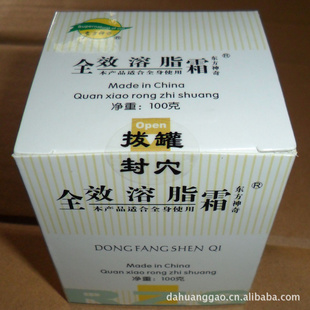 全效溶脂霜®
东方神奇
本产品适合全身使用
Made in China
Quan xiao rong zhi shuang
净重：100克
Open
拔罐
封穴
全效溶脂霜®
东方神奇
本产品适合全身使用
DONG FANG SHEN QI
Made in China
Quan xiao rong zhi shuang
净重：100克
dahuanggao.cn.alibaba.com